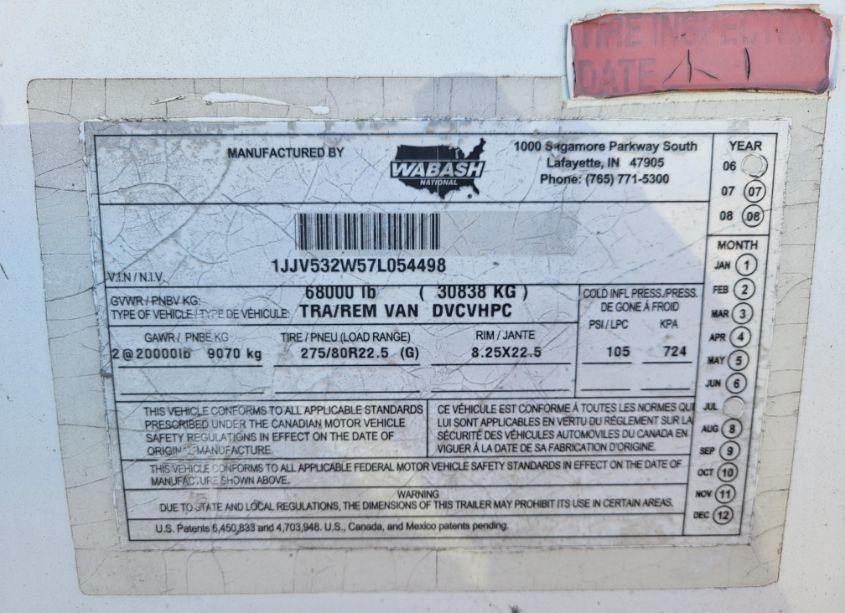 TIRE INSPECTION
DATE
MANUFACTURED BY
WABASH
NATIONAL
1000 Sagamore Parkway South
Lafayette, IN 47905
Phone: (765) 771-5300
1JJV532W57L054498
V.I.N / N.I.V.
GVWR / PNBV KG: 68000 lb ( 30838 KG )
TYPE OF VEHICLE / TYPE DE VÉHICULE: TRA/REM VAN DVCVHPC
COLD INFL PRESS./PRESS.
DE GONE À FROID
GAWR / PNBE KG TIRE / PNEU (LOAD RANGE) RIM / JANTE PSI / LPC KPA
2@20000lb 9070 kg 275/80R22.5 (G) 8.25X22.5 105 724
THIS VEHICLE CONFORMS TO ALL APPLICABLE STANDARDS
PRESCRIBED UNDER THE CANADIAN MOTOR VEHICLE
SAFETY REGULATIONS IN EFFECT ON THE DATE OF
ORIGINAL MANUFACTURE.
CE VÉHICULE EST CONFORME À TOUTES LES NORMES QUI
LUI SONT APPLICABLES EN VERTU DU RÉGLEMENT SUR LA
SÉCURITÉ DES VÉHICULES AUTOMOVILES DU CANADA EN
VIGUER À LA DATE DE SA FABRICATION D'ORIGINE.
THIS VEHICLE CONFORMS TO ALL APPLICABLE FEDERAL MOTOR VEHICLE SAFETY STANDARDS IN EFFECT ON THE DATE OF
MANUFACTURE SHOWN ABOVE.
WARNING
DUE TO STATE AND LOCAL REGULATIONS, THE DIMENSIONS OF THIS TRAILER MAY PROHIBIT ITS USE IN CERTAIN AREAS.
U.S. Patents 6,450,833 and 4,703,948. U.S., Canada, and Mexico patents pending.
YEAR
06
07 07
08 08
MONTH
JAN 1
FEB 2
MAR 3
APR 4
MAY 5
JUN 6
JUL
AUG 8
SEP 9
OCT 10
NOV 11
DEC 12